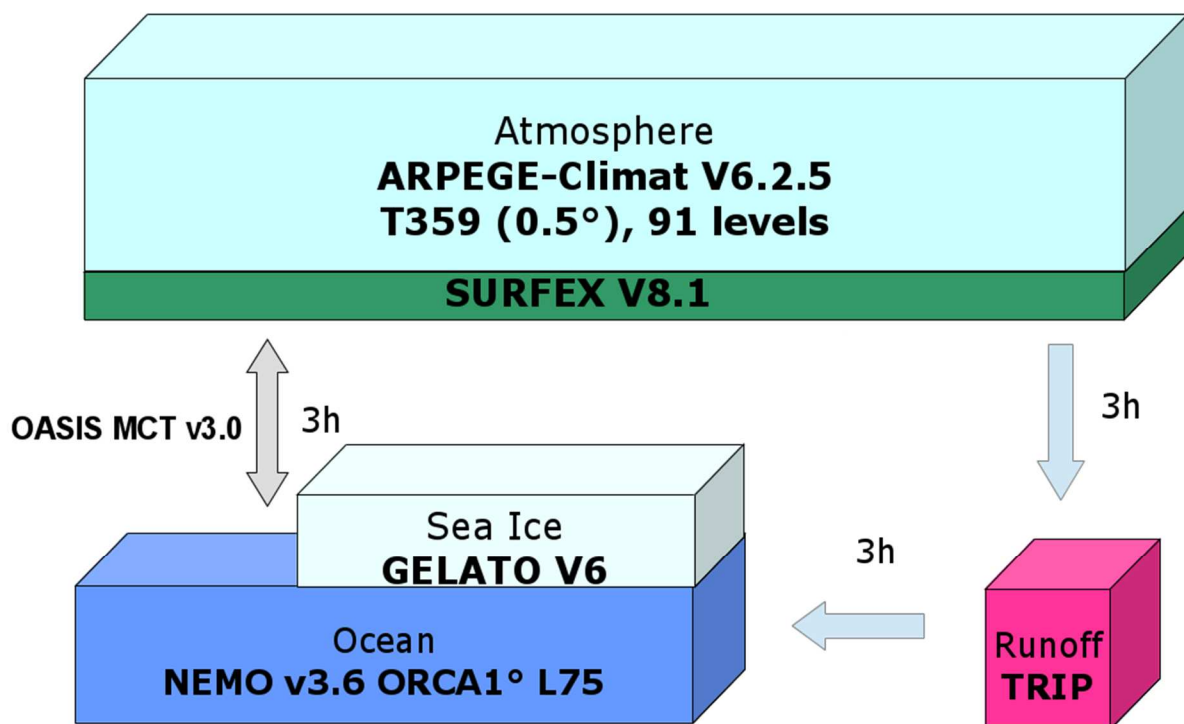 Atmosphere
ARPEGE-Climat V6.2.5
T359 (0.5°), 91 levels
SURFEX V8.1
OASIS MCT v3.0
3h
3h
Sea Ice
GELATO V6
3h
Ocean
NEMO v3.6 ORCA1° L75
Runoff
TRIP